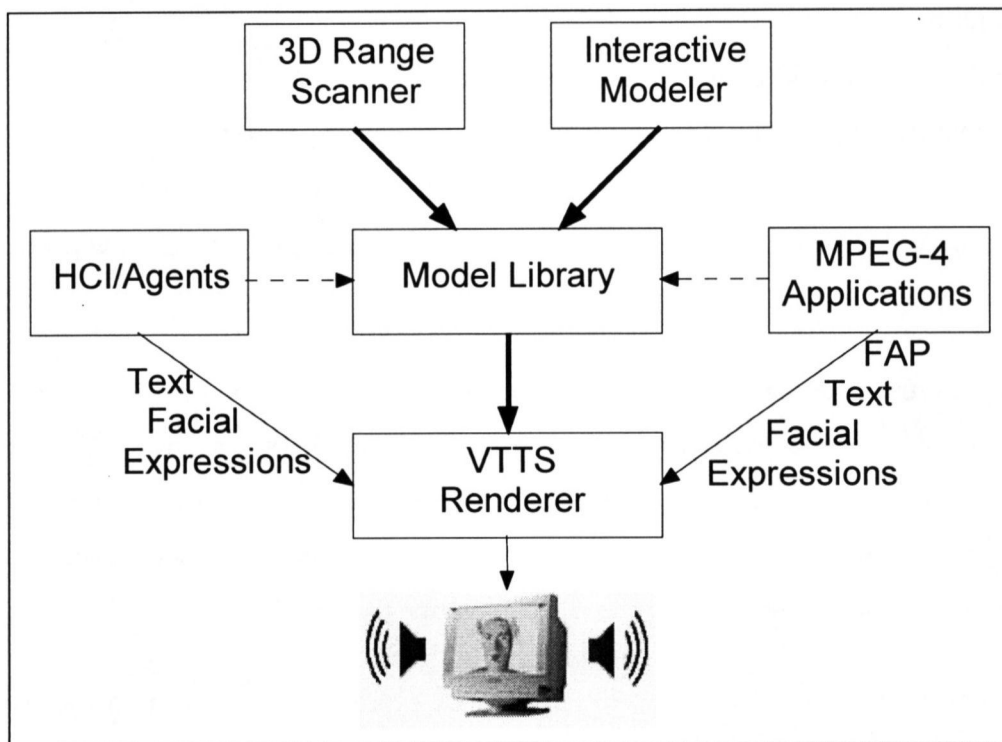 3D Range
Scanner
Interactive
Modeler
HCI/Agents
Model Library
MPEG-4
Applications
Text
Facial
Expressions
FAP
Text
Facial
Expressions
VTTS
Renderer